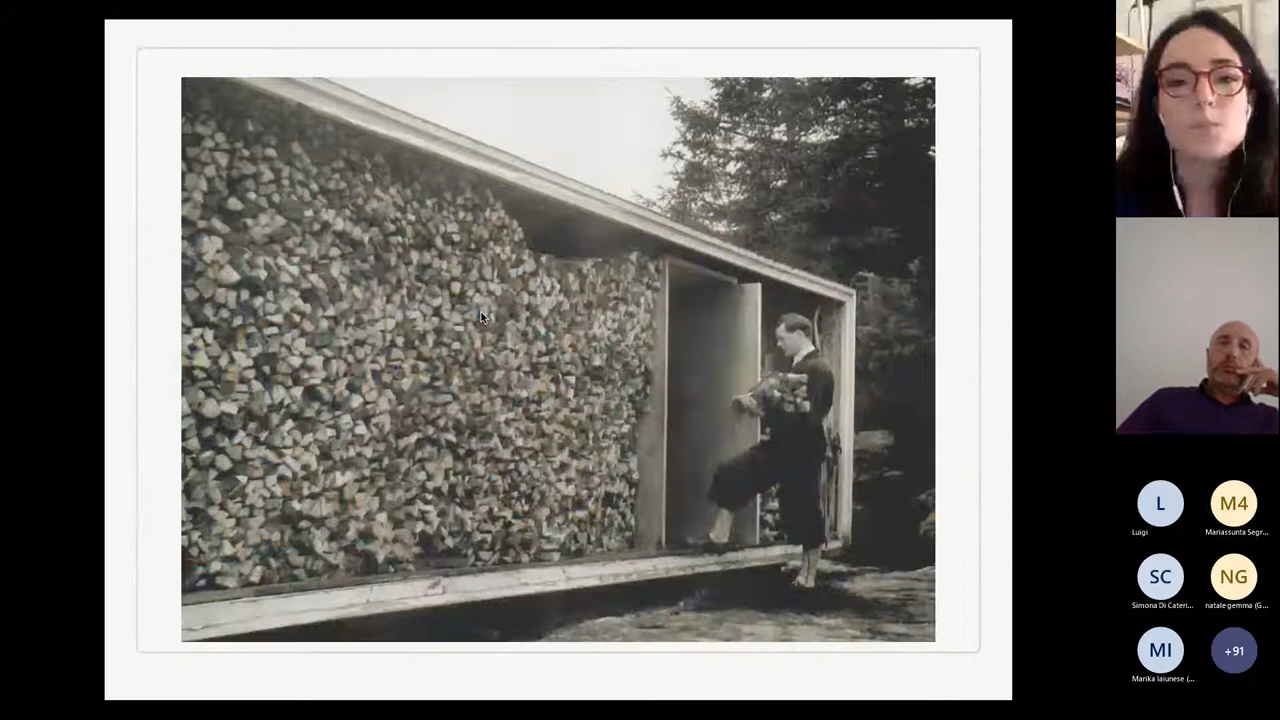 L
M4
Luigi
Mariassunta Segr...
SC
NG
Simona Di Cateri...
natale gemma (G...
MI
+91
Marika Iaiunese (...